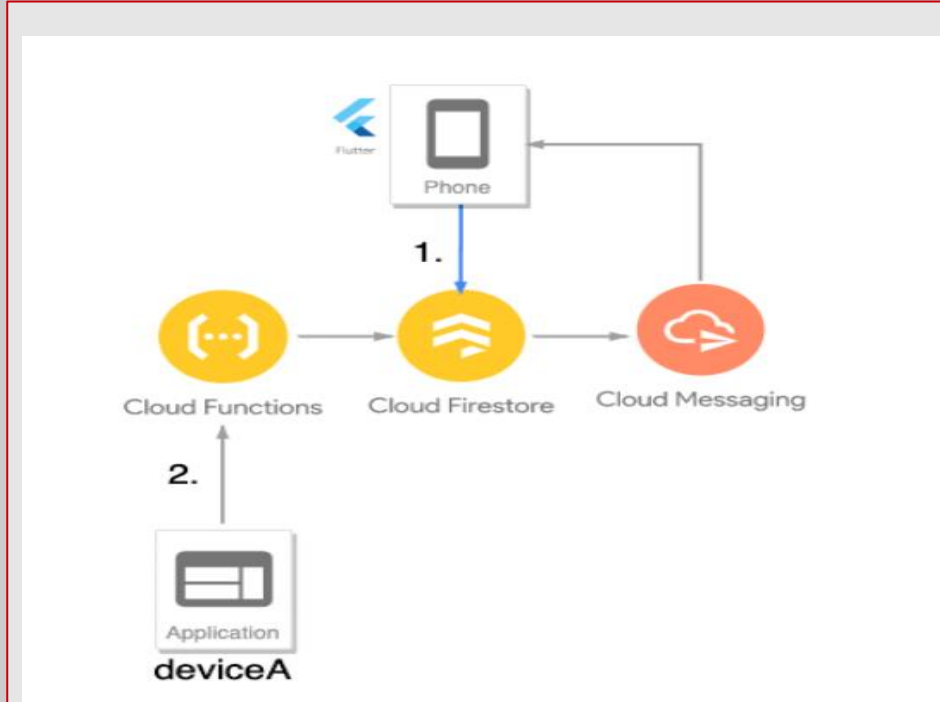 Flutter
Phone
1.
Cloud Functions
Cloud Firestore
Cloud Messaging
2.
Application
deviceA